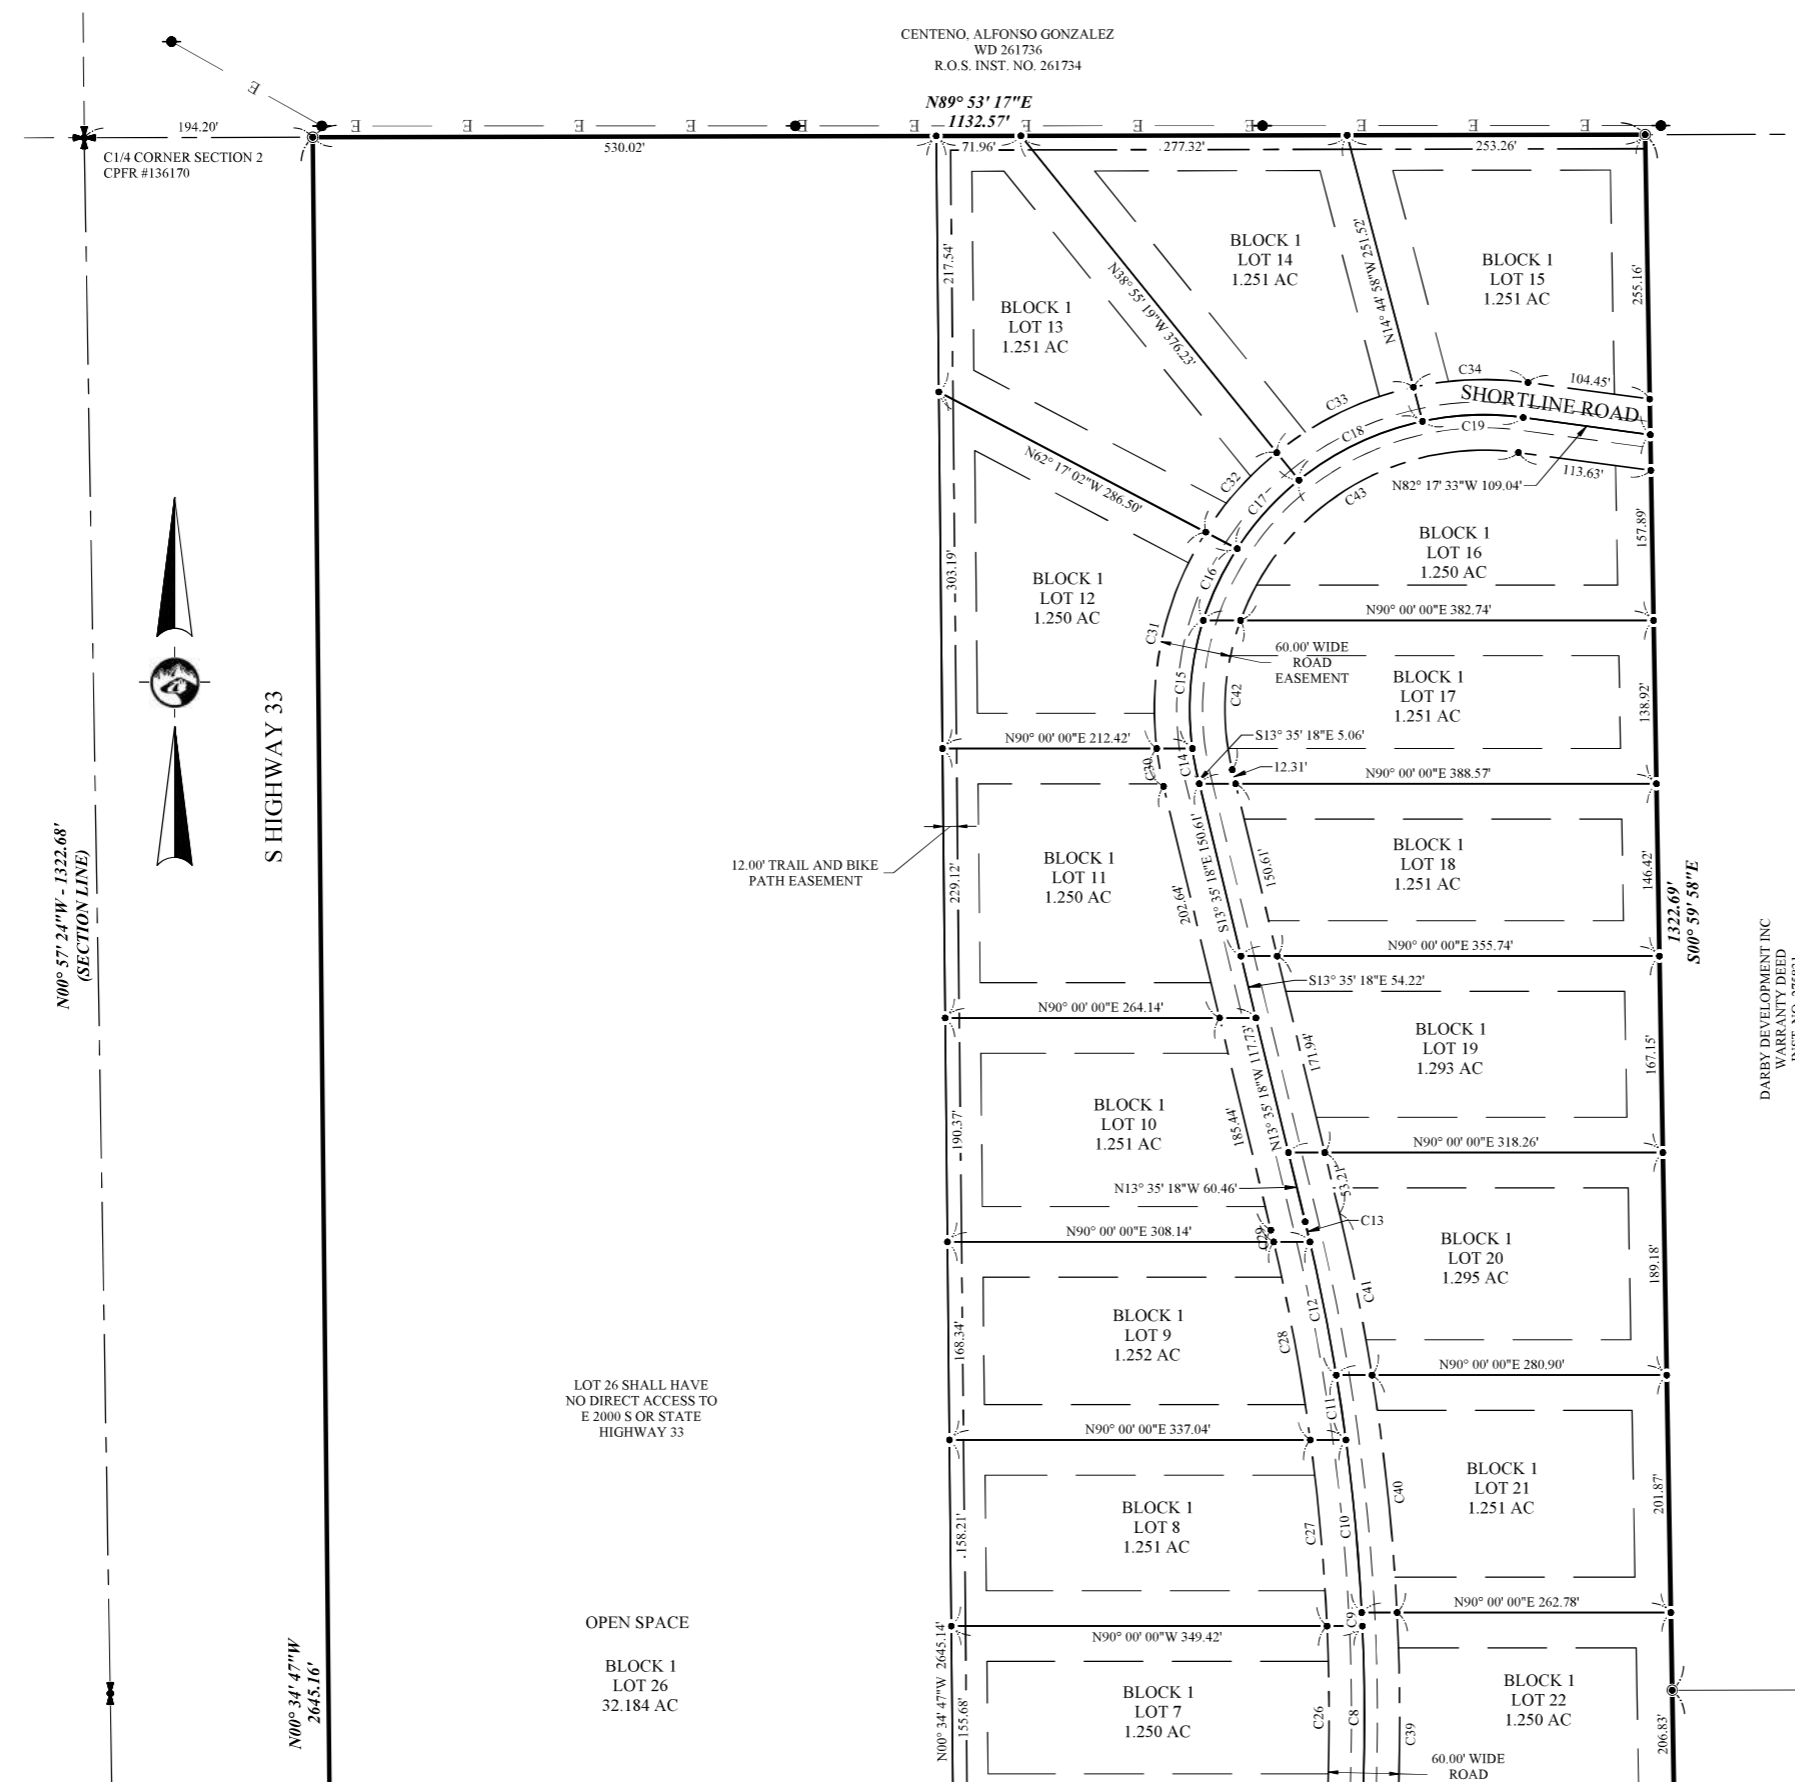 CENTENO, ALFONSO GONZALEZ
WD 261736
R.O.S. INST. NO. 261734
N89° 53' 17"E
1132.57'
E
E E E E E E E E E E E E
194.20'
530.02'
71.96'
277.32'
253.26'
C1/4 CORNER SECTION 2
CPFR #136170
217.54'
N38° 55' 19"W 376.23'
N14° 44' 58"W 251.52'
255.16'
BLOCK 1
LOT 13
1.251 AC
BLOCK 1
LOT 14
1.251 AC
BLOCK 1
LOT 15
1.251 AC
C34
104.45'
SHORTLINE ROAD
C33
C18
C19
N62° 17' 02"W 286.50'
C32
C17
C43
N82° 17' 33"W 109.04'
113.63'
157.89'
303.19'
BLOCK 1
LOT 12
1.250 AC
C16
BLOCK 1
LOT 16
1.250 AC
N90° 00' 00"E 382.74'
C31
60.00' WIDE
ROAD
EASEMENT
C15
C42
BLOCK 1
LOT 17
1.251 AC
138.92'
S HIGHWAY 33
N90° 00' 00"E 212.42'
S13° 35' 18"E 5.06'
C14
C30
12.31'
N90° 00' 00"E 388.57'
12.00' TRAIL AND BIKE
PATH EASEMENT
229.12'
BLOCK 1
LOT 11
1.250 AC
202.64'
S13° 35' 18"E 150.61'
150.61'
BLOCK 1
LOT 18
1.251 AC
146.42'
N00° 57' 24"W - 1322.68'
(SECTION LINE)
1322.69'
S00° 59' 58"E
N90° 00' 00"E 355.74'
S13° 35' 18"E 54.22'
N90° 00' 00"E 264.14'
DARBY DEVELOPMENT INC
WARRANTY DEED
BLOCK 1
LOT 19
1.293 AC
171.94'
167.15'
N13° 35' 18"W 117.73'
190.37'
BLOCK 1
LOT 10
1.251 AC
185.44'
N90° 00' 00"E 318.26'
N13° 35' 18"W 60.46'
53.21'
C13
C29
N90° 00' 00"E 308.14'
BLOCK 1
LOT 20
1.295 AC
189.18'
C41
C12
C28
168.34'
BLOCK 1
LOT 9
1.252 AC
N90° 00' 00"E 280.90'
LOT 26 SHALL HAVE
NO DIRECT ACCESS TO
E 2000 S OR STATE
HIGHWAY 33
C11
N90° 00' 00"E 337.04'
BLOCK 1
LOT 21
1.251 AC
201.87'
C40
C10
C27
158.21'
BLOCK 1
LOT 8
1.251 AC
N90° 00' 00"E 262.78'
C9
N90° 00' 00"W 349.42'
OPEN SPACE
BLOCK 1
LOT 26
32.184 AC
N00° 34' 47"W
2645.16'
N00° 34' 47"W 2645.14'
155.68'
BLOCK 1
LOT 7
1.250 AC
C26
C8
C39
BLOCK 1
LOT 22
1.250 AC
206.83'
60.00' WIDE
ROAD